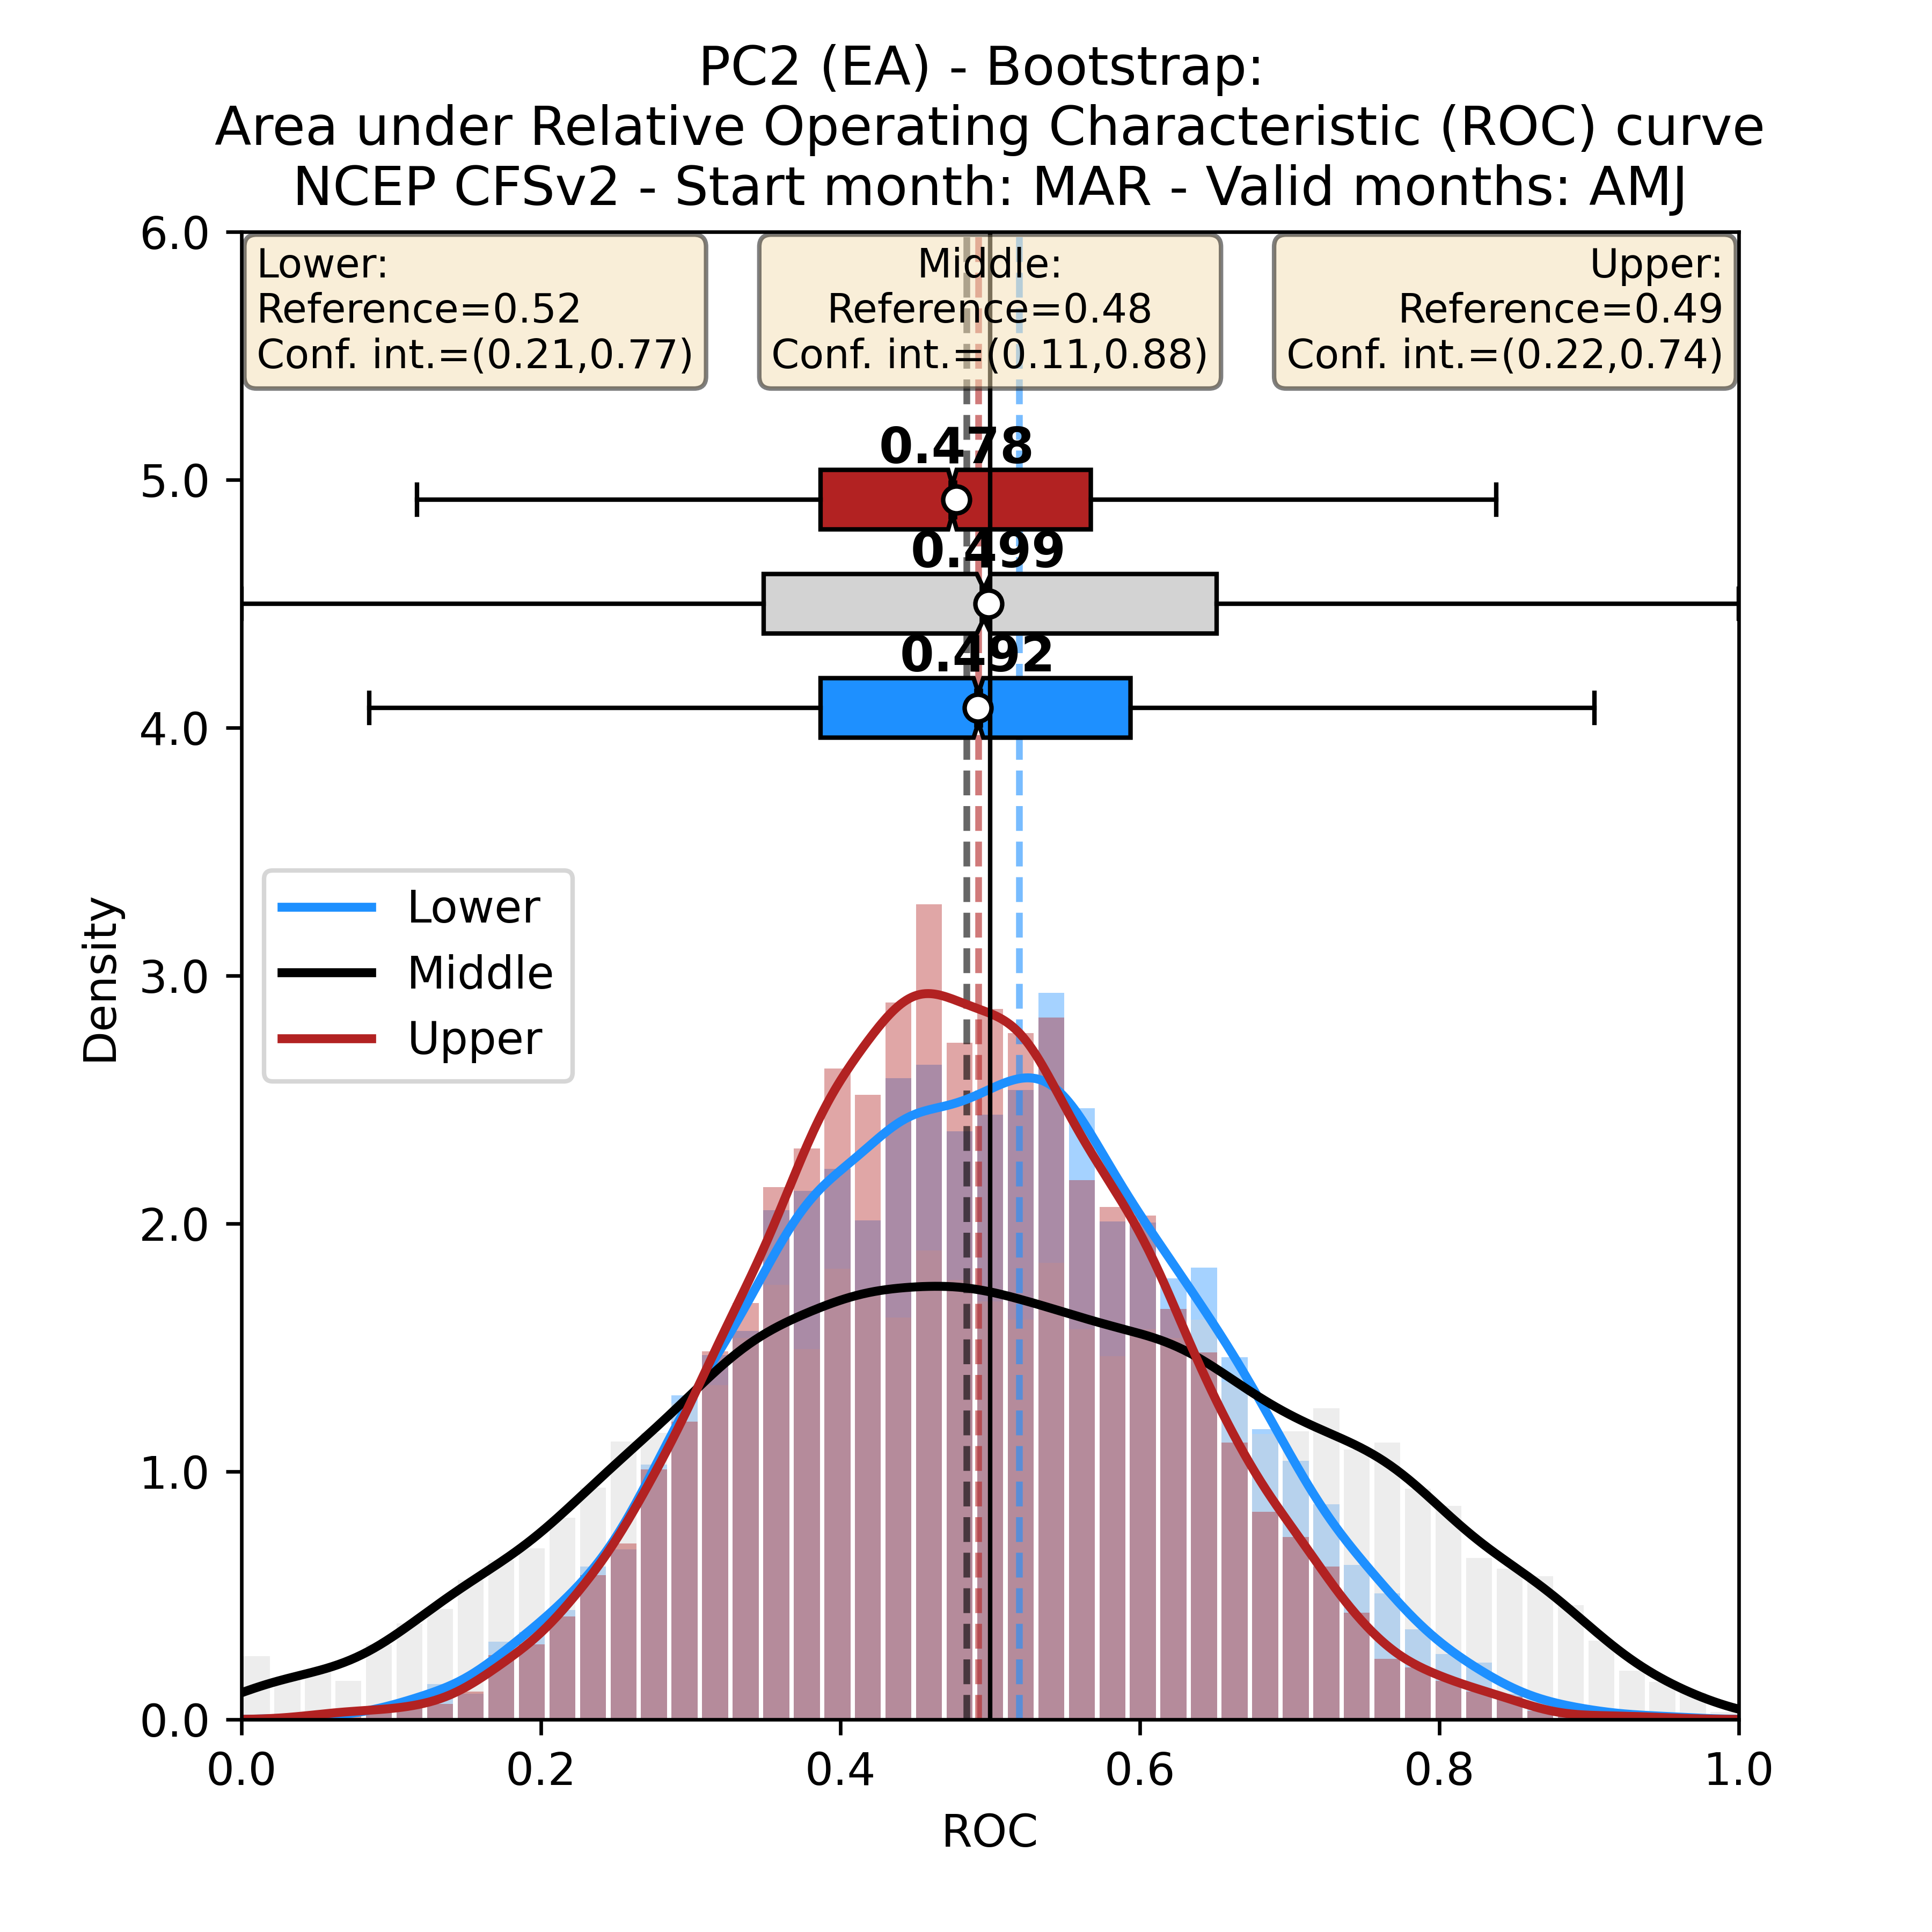 PC2 (EA) - Bootstrap:
Area under Relative Operating Characteristic (ROC) curve
NCEP CFSv2 - Start month: MAR - Valid months: AMJ
Lower:
Reference=0.52
Conf. int.=(0.21,0.77)
Middle:
Reference=0.48
Conf. int.=(0.11,0.88)
Upper:
Reference=0.49
Conf. int.=(0.22,0.74)
0.478
0.499
0.492
Lower
Middle
Upper
Density
6.0
5.0
4.0
3.0
2.0
1.0
0.0
0.0 0.2 0.4 0.6 0.8 1.0
ROC